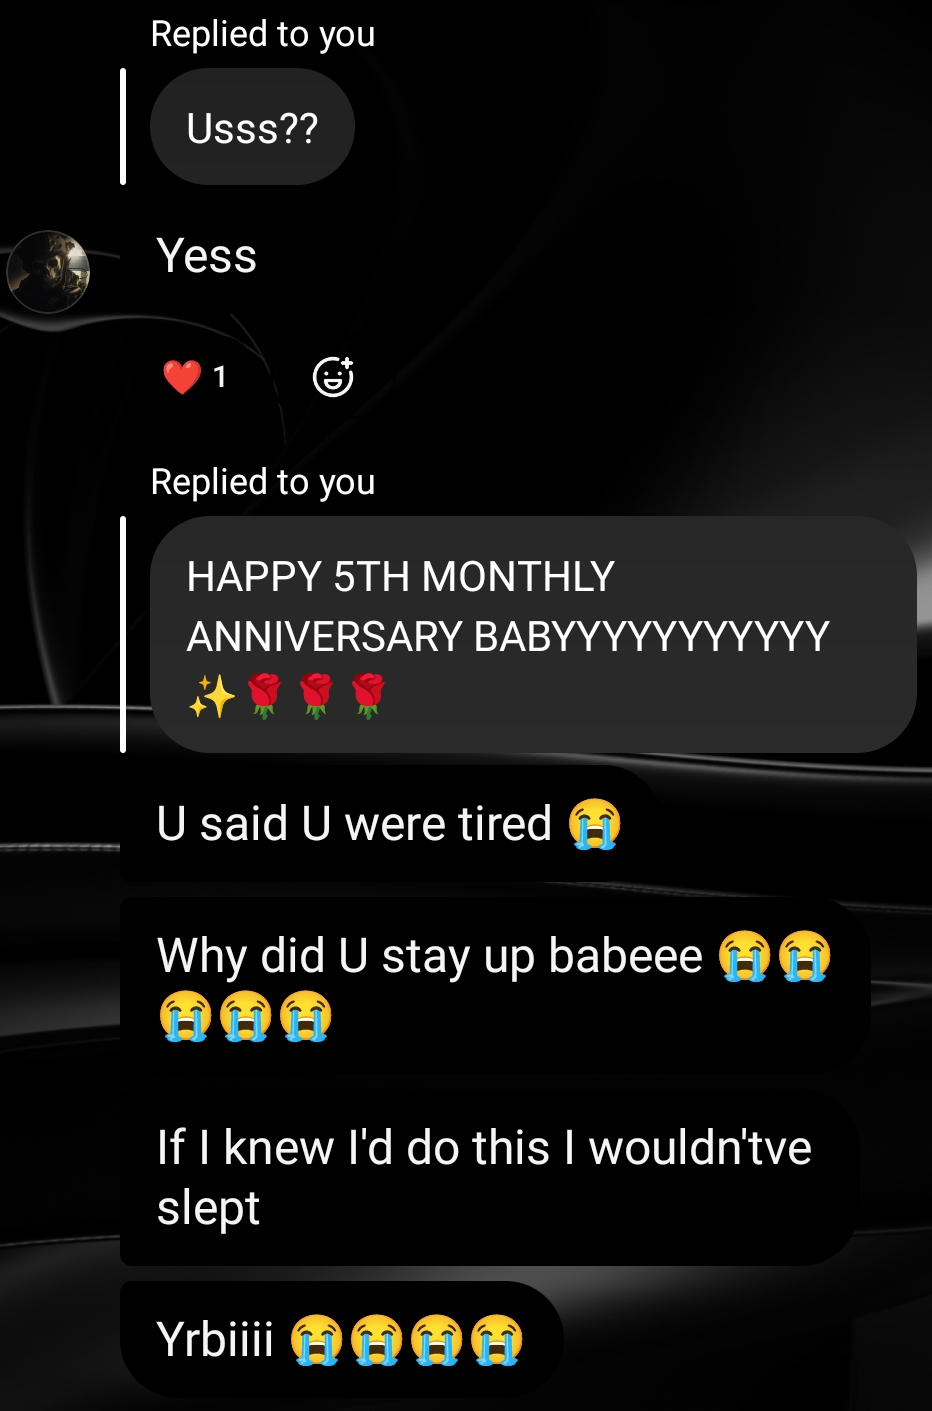 Replied to you
Usss??
Yess
❤️ 1
Replied to you
HAPPY 5TH MONTHLY
ANNIVERSARY BABYYYYYYYYYYY
✨🌹🌹🌹
U said U were tired 😭
Why did U stay up babeee 😭😭
😭😭😭
If I knew I'd do this I wouldn'tve
slept
Yrbiiii 😭😭😭😭